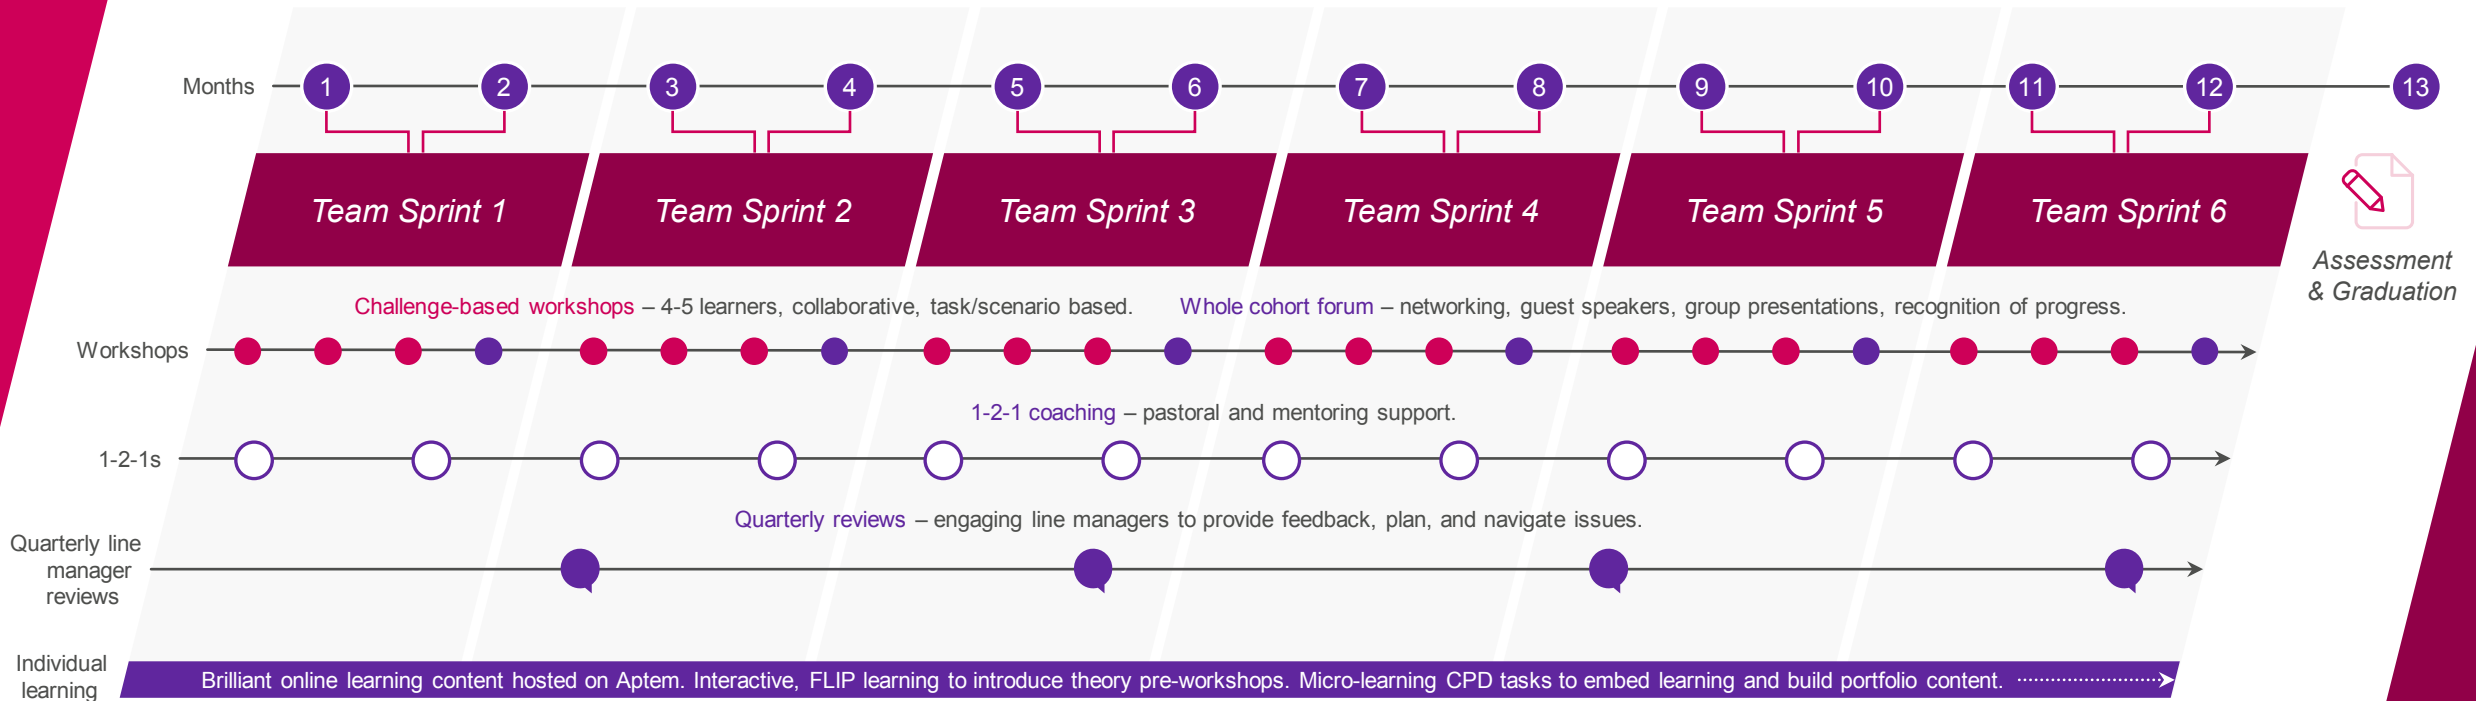 Months 1 2 3 4 5 6 7 8 9 10 11 12 13
Team Sprint 1
Team Sprint 2
Team Sprint 3
Team Sprint 4
Team Sprint 5
Team Sprint 6
Assessment
& Graduation
Challenge-based workshops – 4-5 learners, collaborative, task/scenario based.
Whole cohort forum – networking, guest speakers, group presentations, recognition of progress.
Workshops
1-2-1 coaching – pastoral and mentoring support.
1-2-1s
Quarterly reviews – engaging line managers to provide feedback, plan, and navigate issues.
Quarterly line
manager
reviews
Individual
learning
Brilliant online learning content hosted on Aptem. Interactive, FLIP learning to introduce theory pre-workshops. Micro-learning CPD tasks to embed learning and build portfolio content.